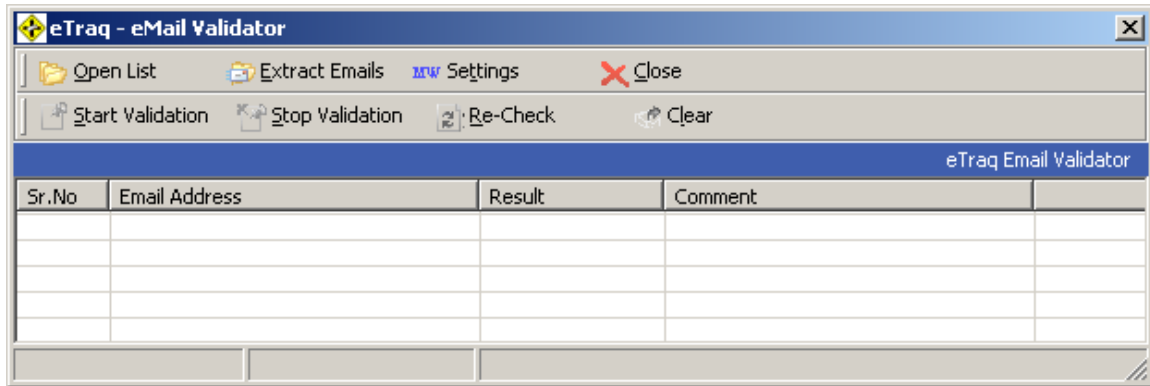 eTraq - eMail Validator
Open List Extract Emails MW Settings Close
Start Validation Stop Validation Re-Check Clear
eTraq Email Validator
Sr.No Email Address Result Comment